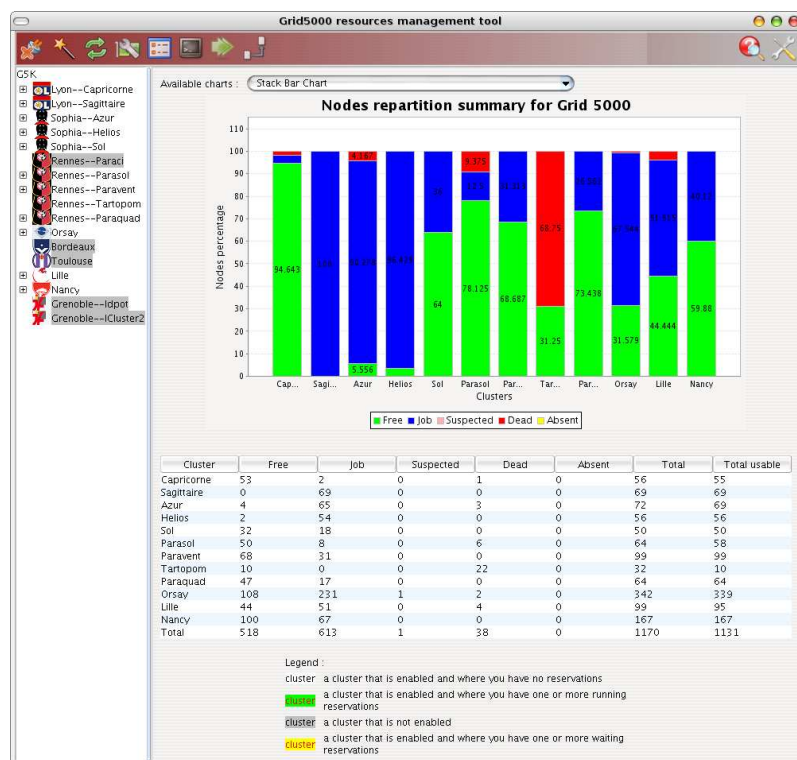 Grid5000 resources management tool
G5K
Lyon--Capricorne
Lyon--Sagittaire
Sophia--Azur
Sophia--Helios
Sophia--Sol
Rennes--Paraci
Rennes--Parasol
Rennes--Paravent
Rennes--Tartopom
Rennes--Paraquad
Orsay
Bordeaux
Toulouse
Lille
Nancy
Grenoble--Idpot
Grenoble--ICluster2
Available charts : Stack Bar Chart
Nodes repartition summary for Grid 5000
Nodes percentage
110
100
90
80
70
60
50
40
30
20
10
0
94.643
5.556
4.167
64
78.125
9.375
68.687
31.25
68.75
73.438
31.579
44.444
59.88
Cap... Sagi... Azur Helios Sol Parasol Par... Tar... Par... Orsay Lille Nancy
Clusters
Free Job Suspected Dead Absent
Cluster Free Job Suspected Dead Absent Total Total usable
Capricorne 53 2 0 1 0 56 55
Sagittaire 0 69 0 0 0 69 69
Azur 4 65 0 3 0 72 69
Helios 2 54 0 0 0 56 56
Sol 32 18 0 0 0 50 50
Parasol 50 8 0 6 0 64 58
Paravent 68 31 0 0 0 99 99
Tartopom 10 0 0 22 0 32 10
Paraquad 47 17 0 0 0 64 64
Orsay 108 231 1 2 0 342 339
Lille 44 51 0 4 0 99 95
Nancy 100 67 0 0 0 167 167
Total 518 613 1 38 0 1170 1131
Legend :
cluster a cluster that is enabled and where you have no reservations
cluster a cluster that is enabled and where you have one or more running
reservations
cluster a cluster that is not enabled
cluster a cluster that is enabled and where you have one or more waiting
reservations